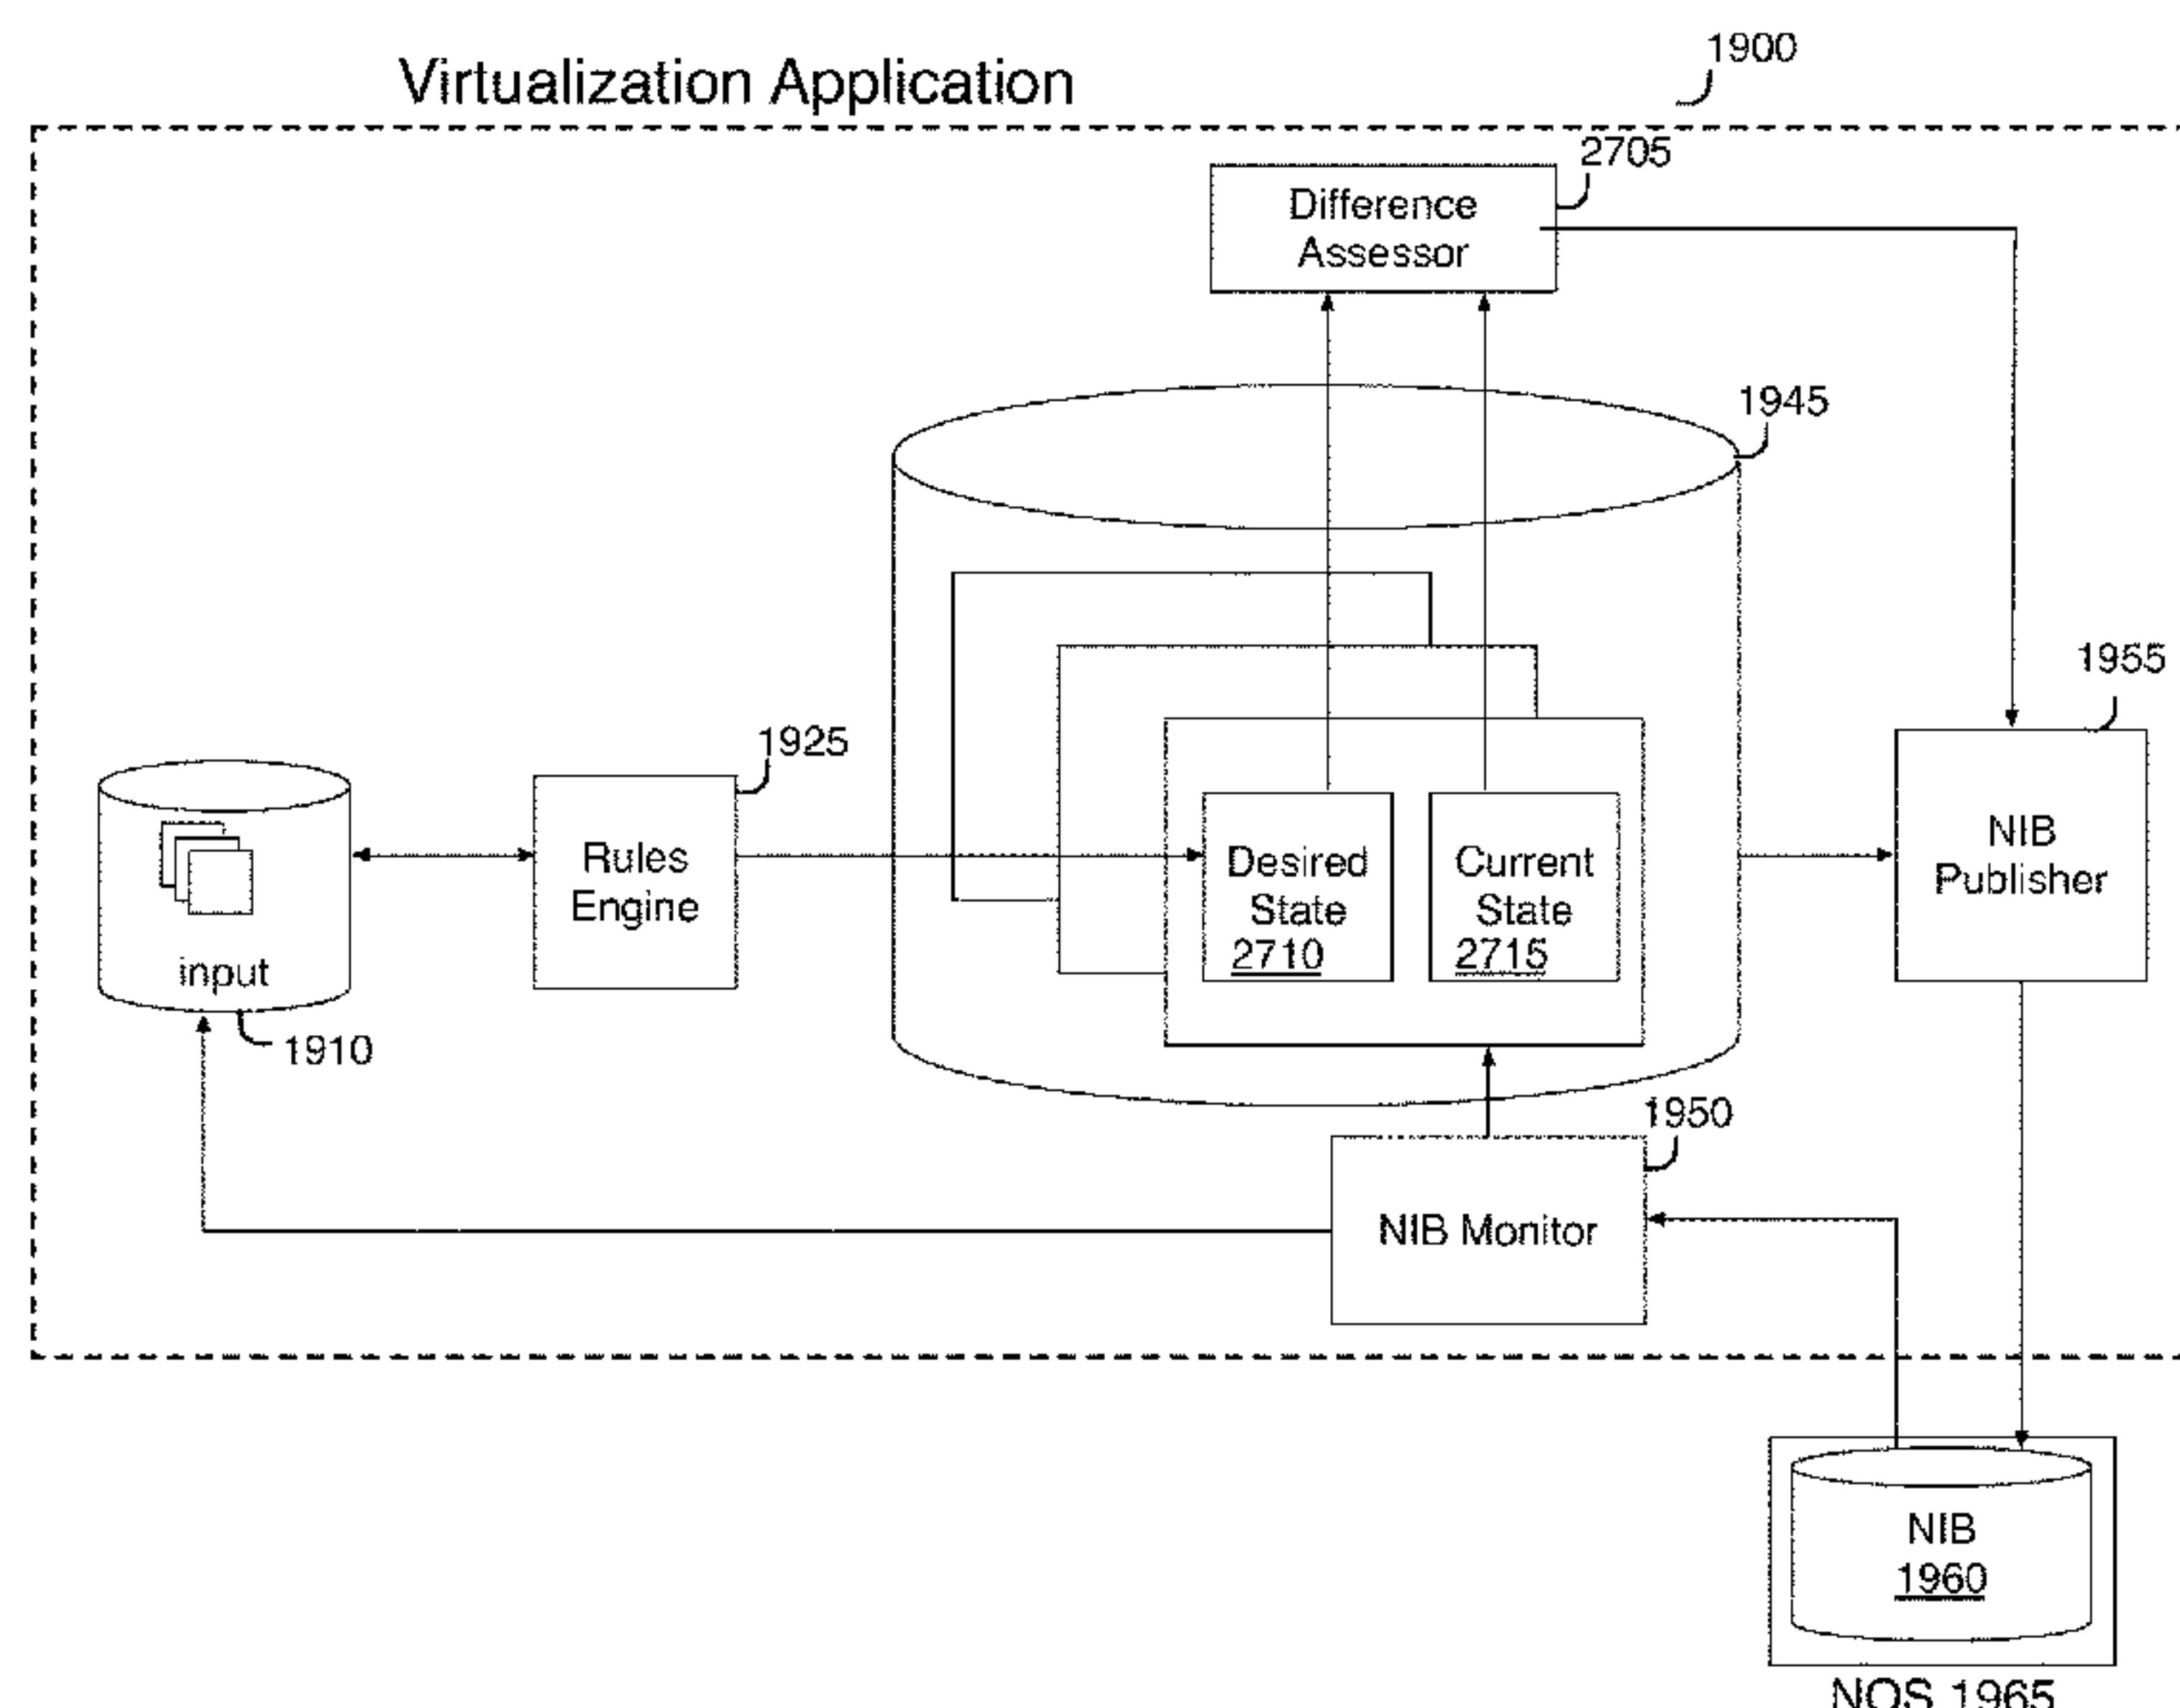 Virtualization Application
1900
2705
Difference
Assessor
1945
1955
1925
NIB
Publisher
Rules
Engine
Desired
State
2710
Current
State
2715
input
1910
1950
NIB Monitor
NIB
1960
NOS 1965